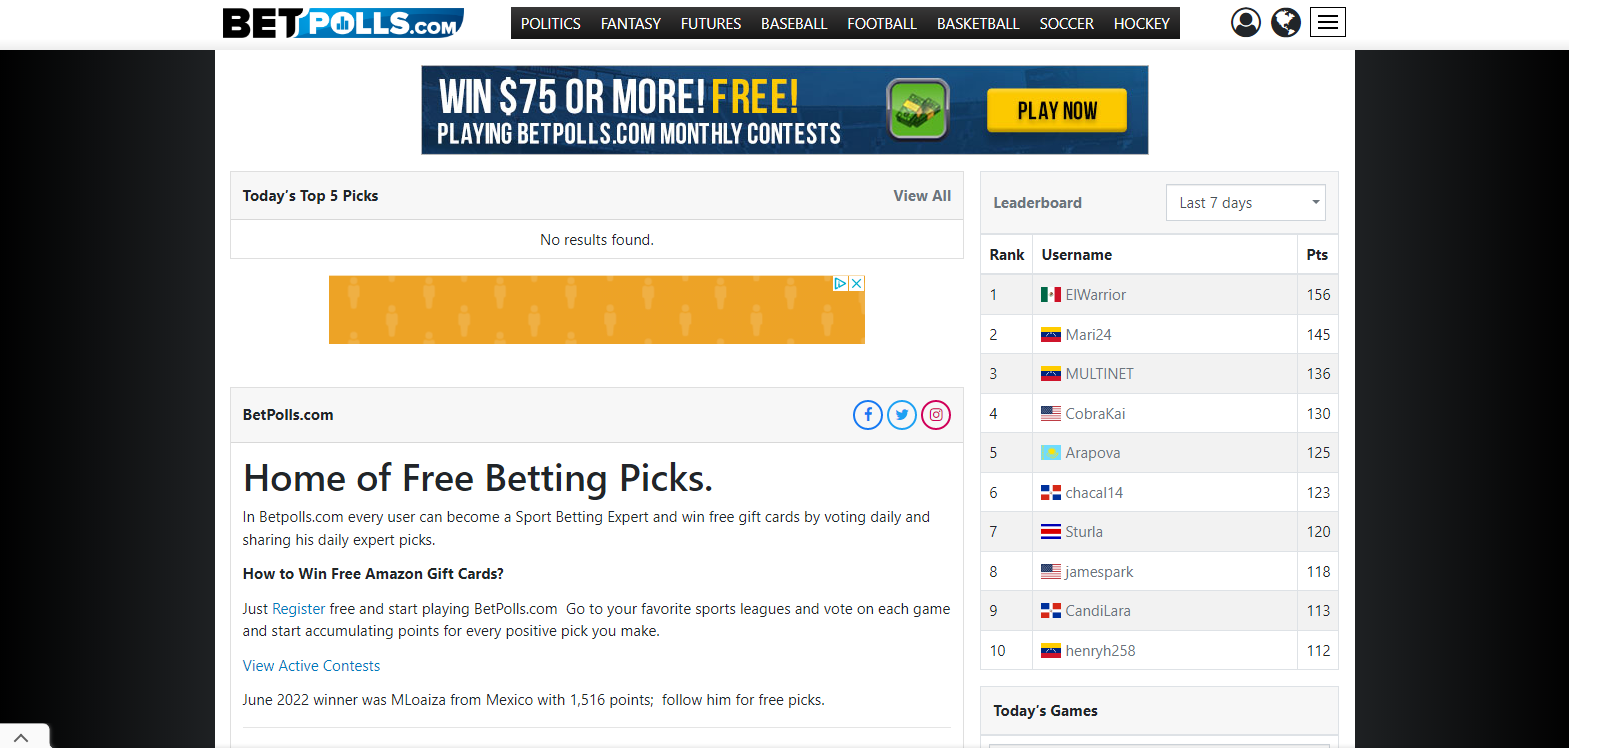 BETPOLLS.COM
POLITICS FANTASY FUTURES BASEBALL FOOTBALL BASKETBALL SOCCER HOCKEY
WIN $75 OR MORE! FREE!
PLAYING BETPOLLS.COM MONTHLY CONTESTS
PLAY NOW
Today's Top 5 Picks View All
No results found.
BetPolls.com
Home of Free Betting Picks.
In Betpolls.com every user can become a Sport Betting Expert and win free gift cards by voting daily and
sharing his daily expert picks.
How to Win Free Amazon Gift Cards?
Just Register free and start playing BetPolls.com  Go to your favorite sports leagues and vote on each game
and start accumulating points for every positive pick you make.
View Active Contests
June 2022 winner was MLoaiza from Mexico with 1,516 points;  follow him for free picks.
Leaderboard Last 7 days
Rank Username Pts
1 ElWarrior 156
2 Mari24 145
3 MULTINET 136
4 CobraKai 130
5 Arapova 125
6 chacal14 123
7 Sturla 120
8 jamespark 118
9 CandiLara 113
10 henryh258 112
Today's Games